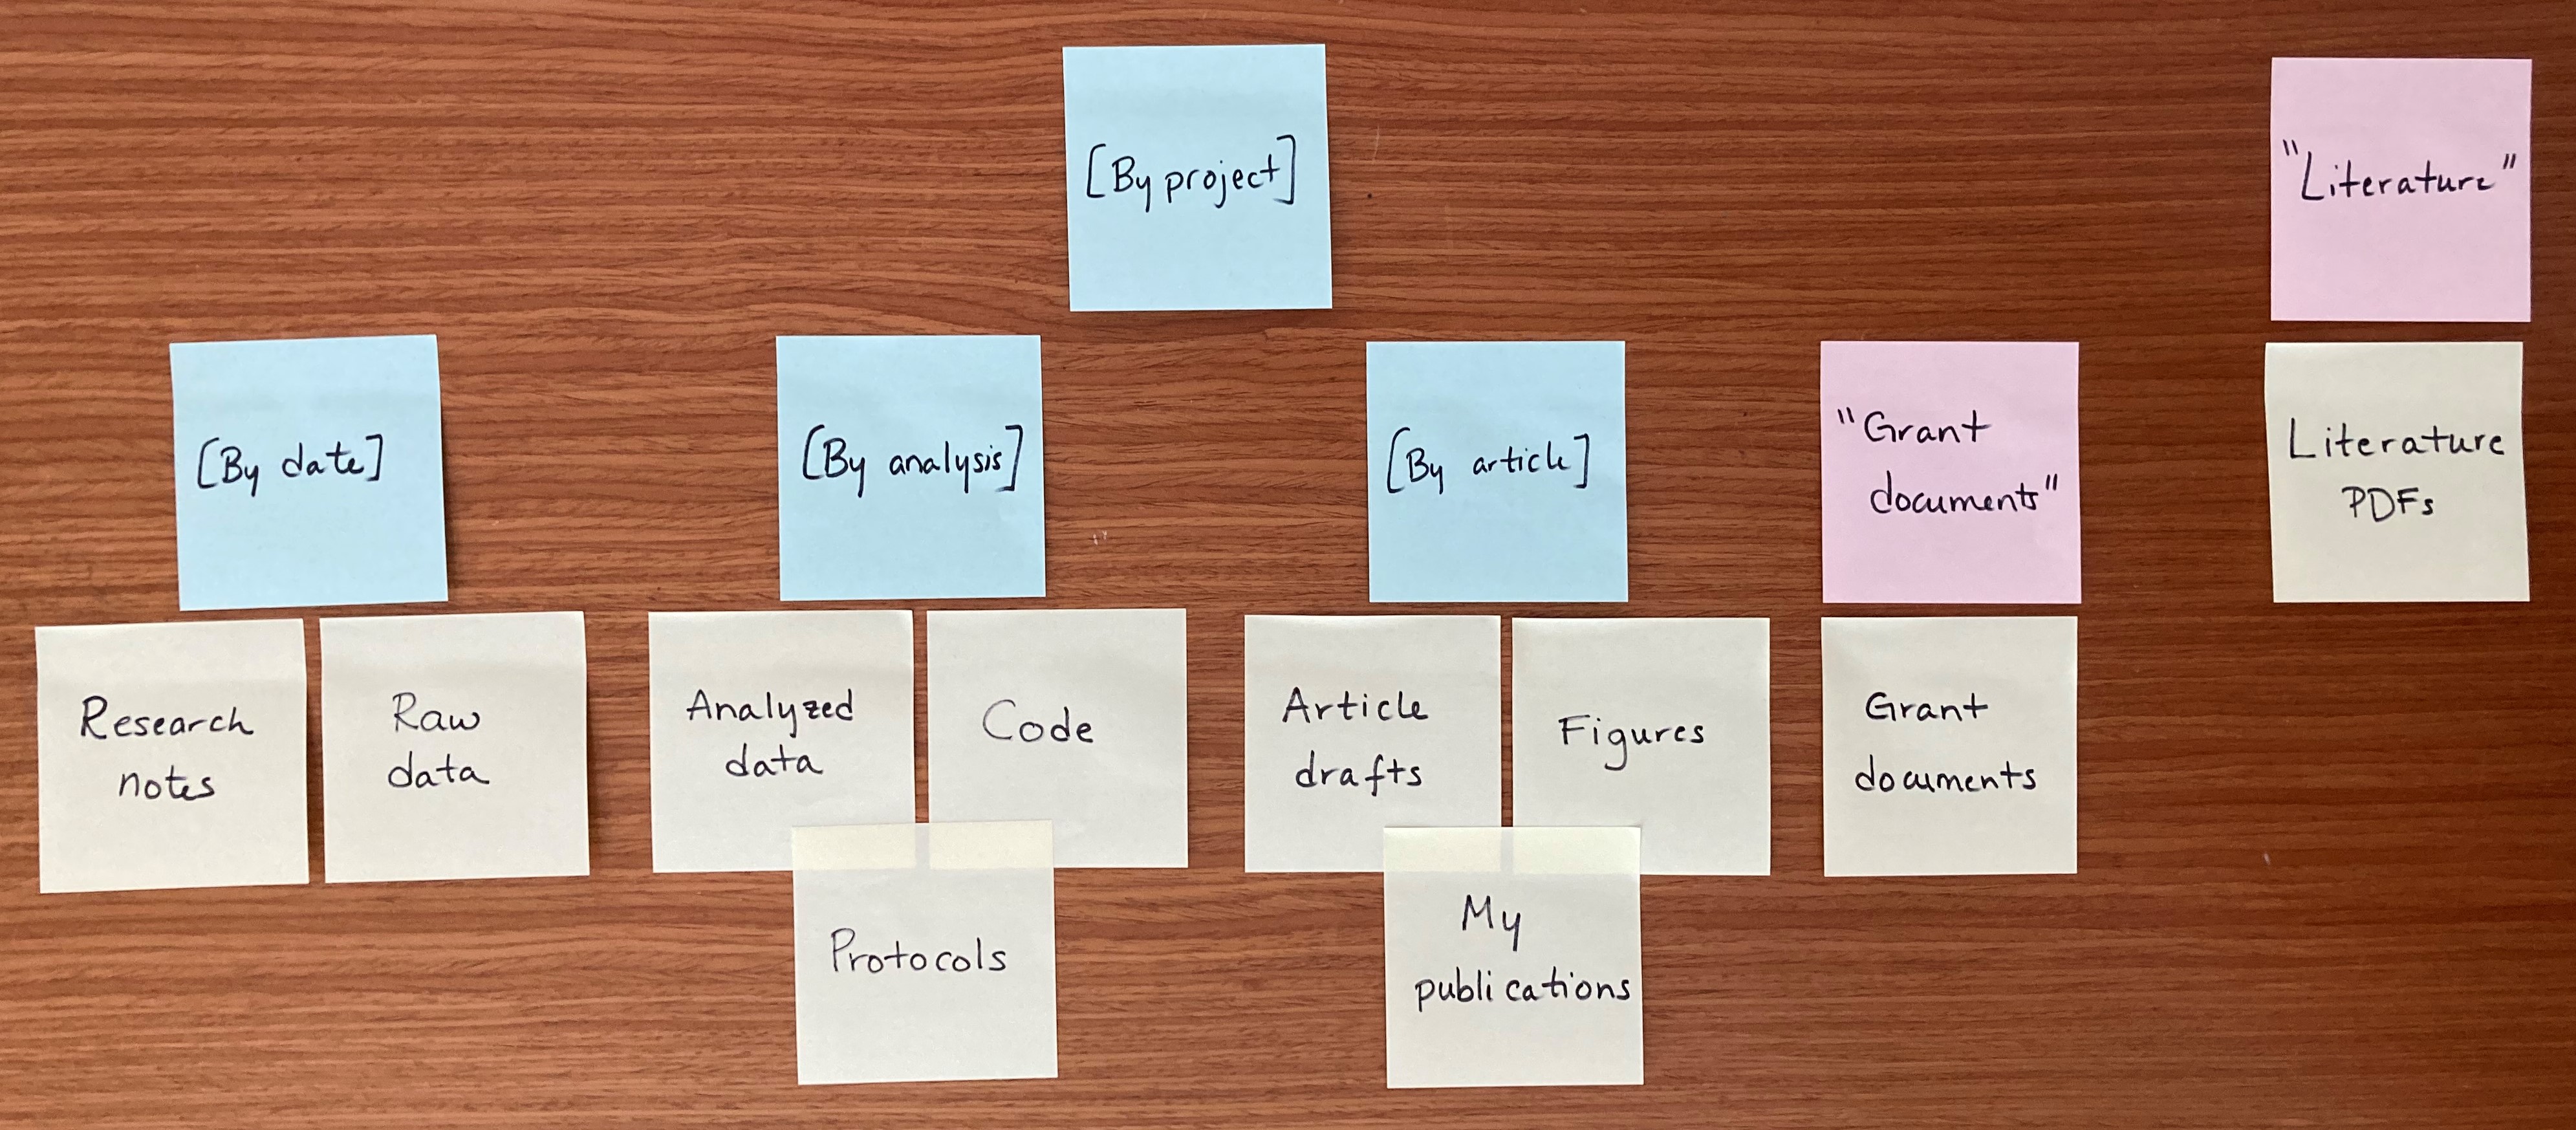 [By project]
"Literature"
[By date]
[By analysis]
[By article]
"Grant
documents"
Literature
PDFs
Research
notes
Raw
data
Analyzed
data
Code
Article
drafts
Figures
Grant
documents
Protocols
My
publications